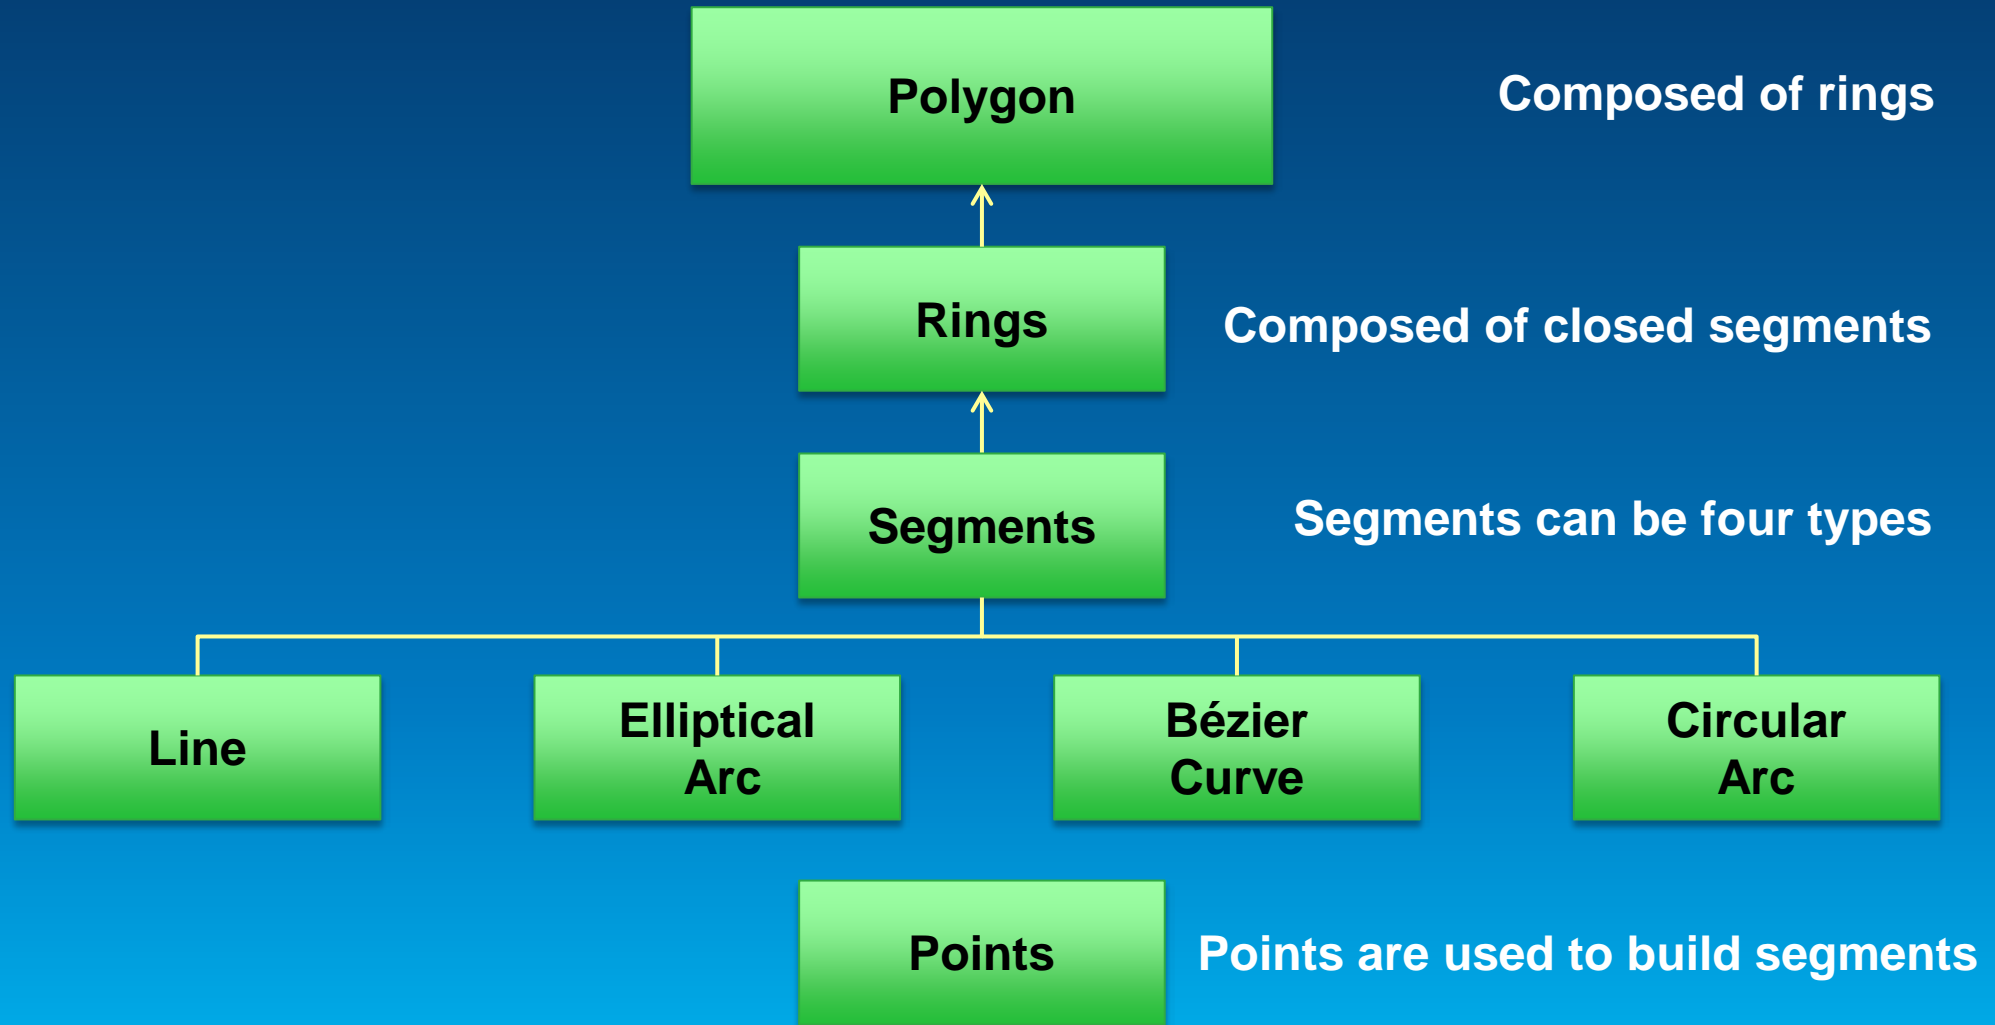 Polygon
Composed of rings
Rings
Composed of closed segments
Segments
Segments can be four types
Line
Elliptical
Arc
Bézier
Curve
Circular
Arc
Points
Points are used to build segments